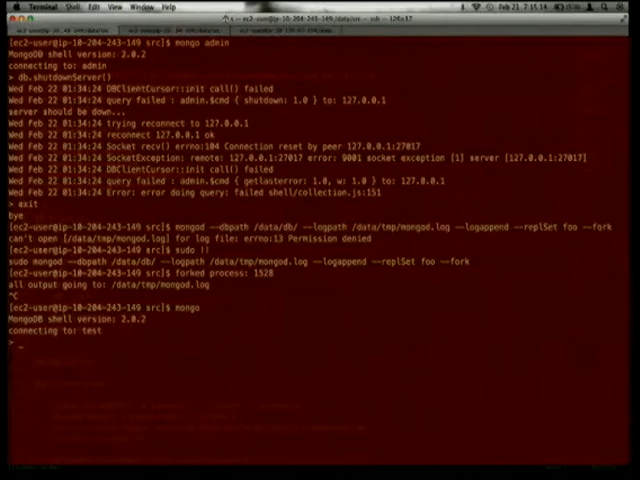 Terminal Shell Edit View Window Help Feb 21 7:15:14
[ec2-user@ip-10-204-243-149 src]$ mongo admin
MongoDB shell version: 2.0.2
connecting to: admin
> db.shutdownServer()
Wed Feb 22 01:34:24 DBClientCursor::init call() failed
Wed Feb 22 01:34:24 query failed : admin.$cmd { shutdown: 1.0 } to: 127.0.0.1
server should be down...
Wed Feb 22 01:34:24 trying reconnect to 127.0.0.1
Wed Feb 22 01:34:24 reconnect 127.0.0.1 ok
Wed Feb 22 01:34:24 Socket recv() errno:104 Connection reset by peer 127.0.0.1:27017
Wed Feb 22 01:34:24 SocketException: remote: 127.0.0.1:27017 error: 9001 socket exception [1] server [127.0.0.1:27017]
Wed Feb 22 01:34:24 DBClientCursor::init call() failed
Wed Feb 22 01:34:24 query failed : admin.$cmd { getlasterror: 1.0, w: 1.0 } to: 127.0.0.1
Wed Feb 22 01:34:24 Error: error doing query: failed shell/collection.js:151
> exit
bye
[ec2-user@ip-10-204-243-149 src]$ mongod --dbpath /data/db/ --logpath /data/tmp/mongod.log --logappend --replSet foo --fork
can't open [/data/tmp/mongod.log] for log file: errno:13 Permission denied
[ec2-user@ip-10-204-243-149 src]$ sudo !!
sudo mongod --dbpath /data/db/ --logpath /data/tmp/mongod.log --logappend --replSet foo --fork
[ec2-user@ip-10-204-243-149 src]$ forked process: 1528
all output going to: /data/tmp/mongod.log
^C
[ec2-user@ip-10-204-243-149 src]$ mongo
MongoDB shell version: 2.0.2
connecting to: test
> _